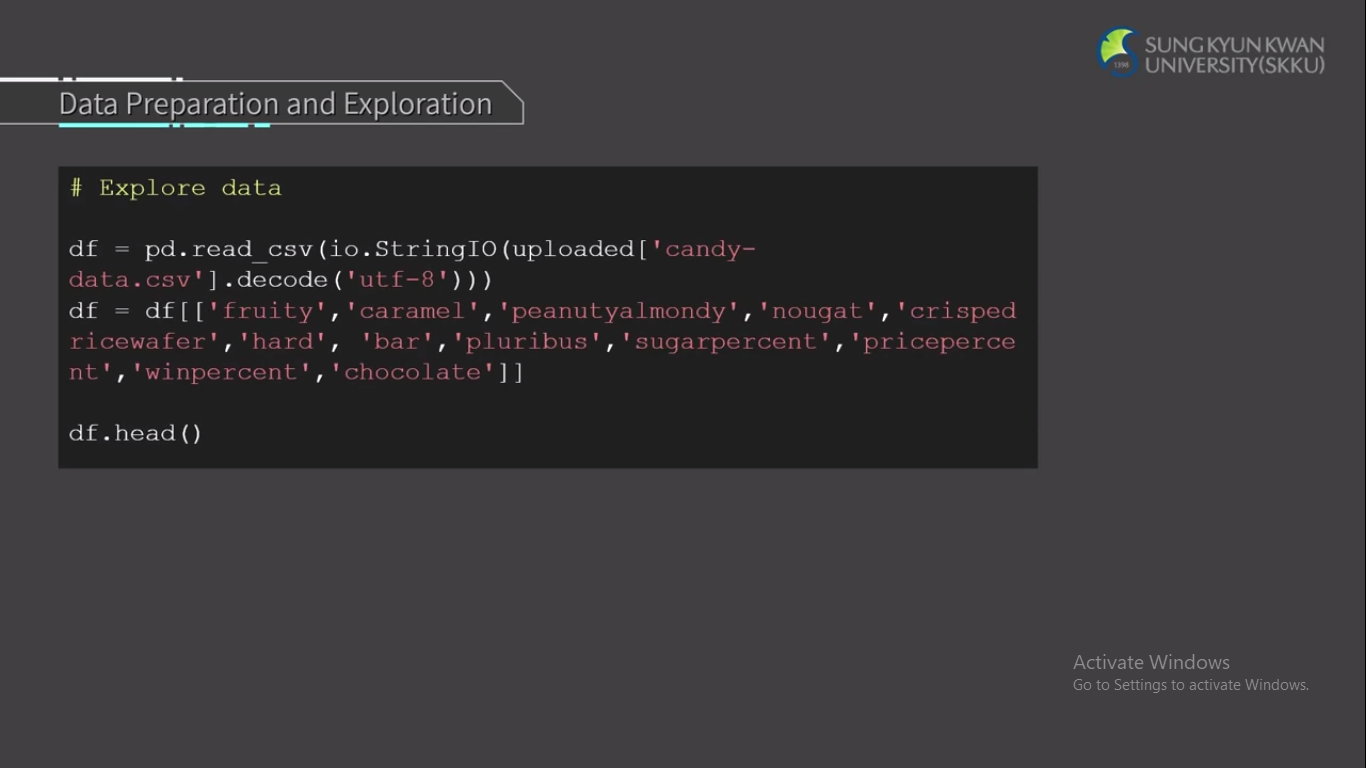 SUNG KYUN KWAN
UNIVERSITY(SKKU)
1398
Data Preparation and Exploration
# Explore data
df = pd.read_csv(io.StringIO(uploaded['candy-
data.csv'].decode('utf-8')))
df = df[['fruity','caramel','peanutyalmondy','nougat','crisped
ricewafer','hard', 'bar','pluribus','sugarpercent','priceperce
nt','winpercent','chocolate']]
df.head()
Activate Windows
Go to Settings to activate Windows.